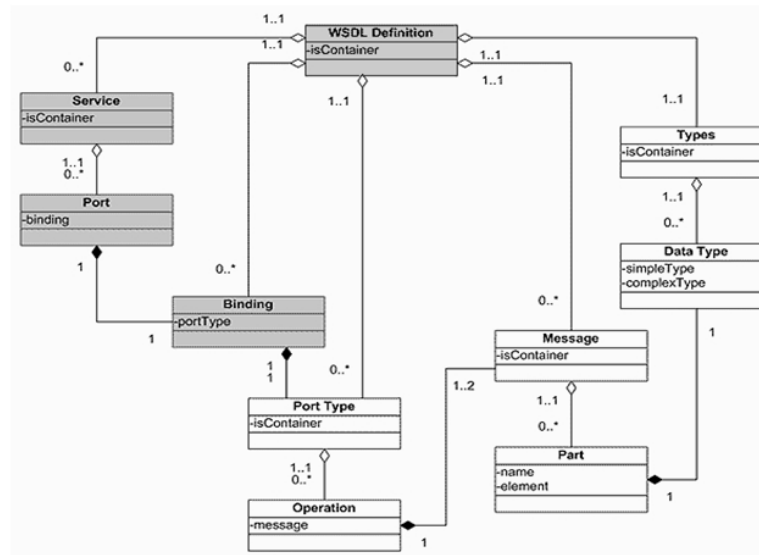 1..1
WSDL Definition
-isContainer
1..1
1..1
1..1
1..1
0..*
Service
-isContainer
1..1
Types
-isContainer
1..1
0..*
Port
-binding
1..1
0..*
Data Type
-simpleType
-complexType
1
0..*
Binding
-portType
1
0..*
Message
-isContainer
1
1
1
0..*
1..2
Port Type
-isContainer
1..1
0..*
Part
-name
-element
1..1
0..*
1
Operation
-message
1